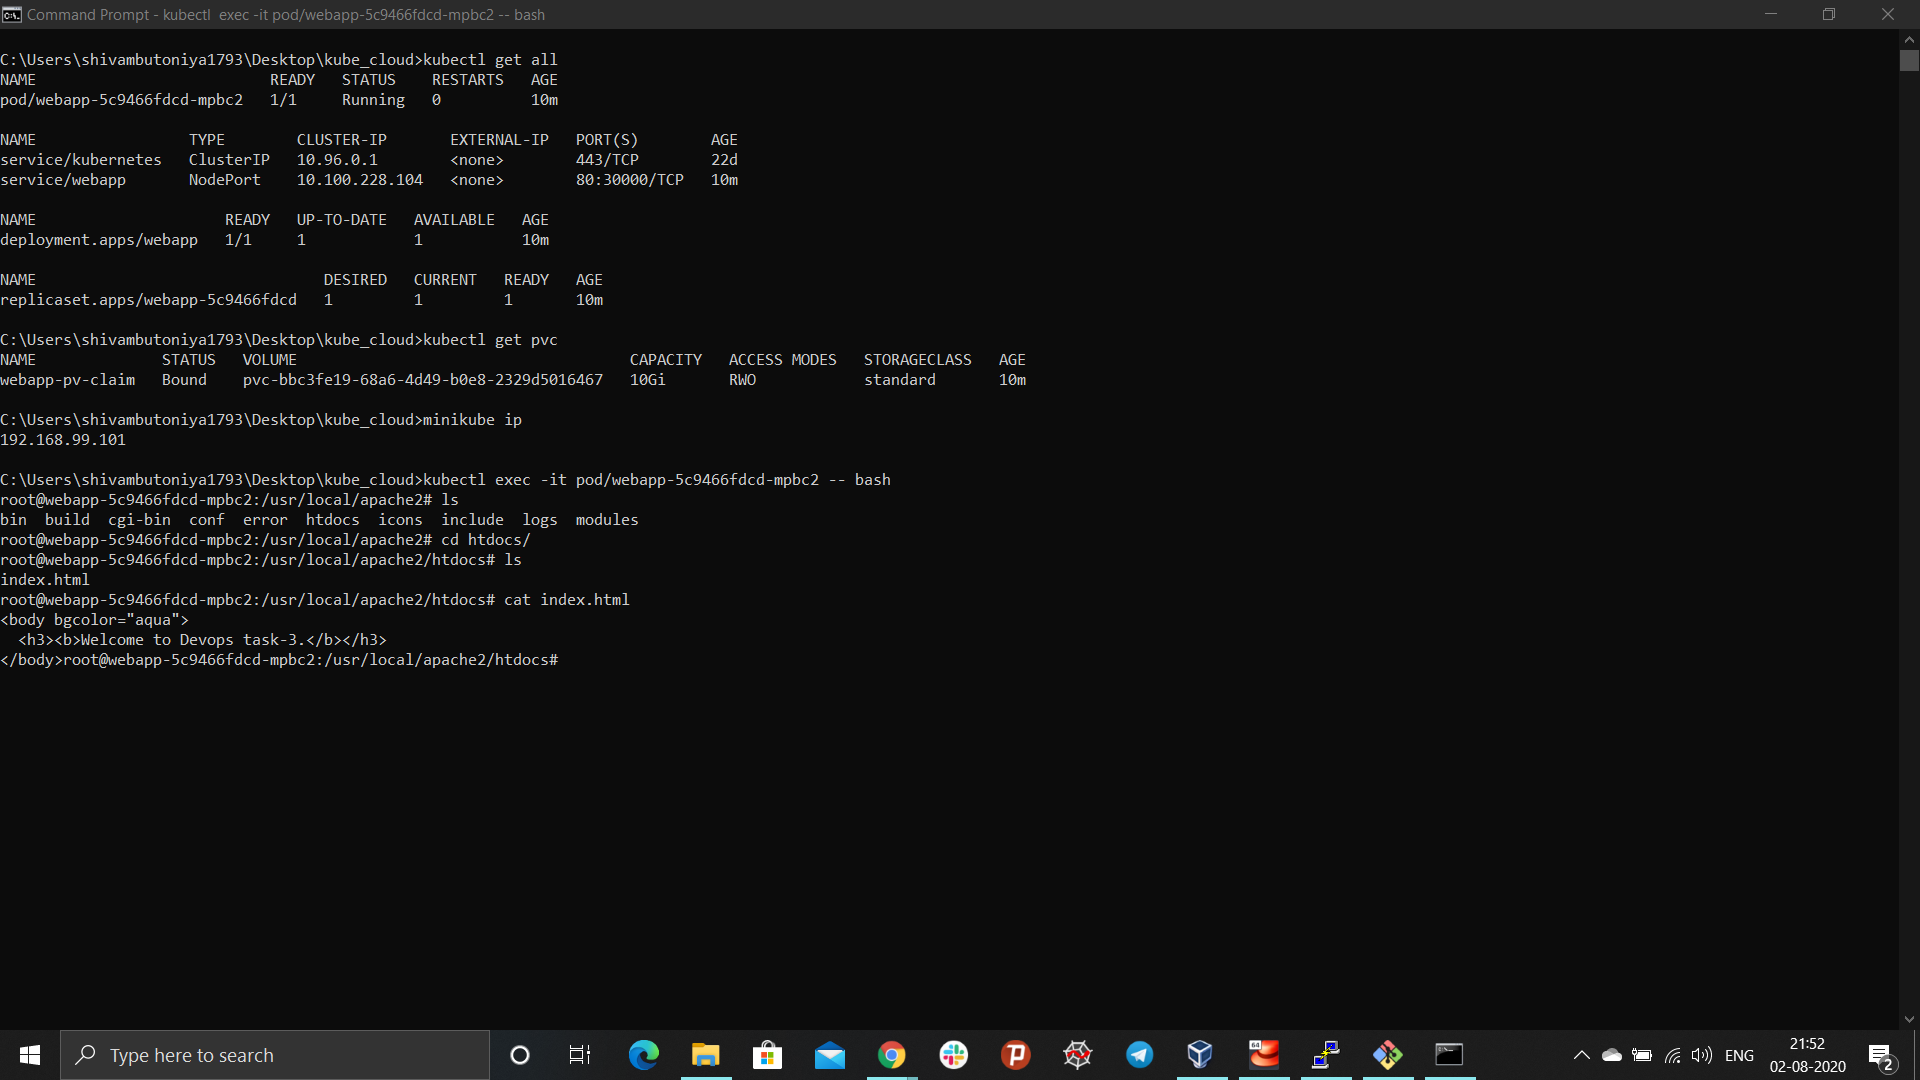 Command Prompt - kubectl  exec -it pod/webapp-5c9466fdcd-mpbc2 -- bash
C:\Users\shivambutoniya1793\Desktop\kube_cloud>kubectl get all
NAME                          READY   STATUS    RESTARTS   AGE
pod/webapp-5c9466fdcd-mpbc2   1/1     Running   0          10m
NAME                 TYPE        CLUSTER-IP       EXTERNAL-IP   PORT(S)        AGE
service/kubernetes   ClusterIP   10.96.0.1        <none>        443/TCP        22d
service/webapp       NodePort    10.100.228.104   <none>        80:30000/TCP   10m
NAME                     READY   UP-TO-DATE   AVAILABLE   AGE
deployment.apps/webapp   1/1     1            1           10m
NAME                                DESIRED   CURRENT   READY   AGE
replicaset.apps/webapp-5c9466fdcd   1         1         1       10m
C:\Users\shivambutoniya1793\Desktop\kube_cloud>kubectl get pvc
NAME              STATUS   VOLUME                                     CAPACITY   ACCESS MODES   STORAGECLASS   AGE
webapp-pv-claim   Bound    pvc-bbc3fe19-68a6-4d49-b0e8-2329d5016467   10Gi       RWO            standard       10m
C:\Users\shivambutoniya1793\Desktop\kube_cloud>minikube ip
192.168.99.101
C:\Users\shivambutoniya1793\Desktop\kube_cloud>kubectl exec -it pod/webapp-5c9466fdcd-mpbc2 -- bash
root@webapp-5c9466fdcd-mpbc2:/usr/local/apache2# ls
bin  build  cgi-bin  conf  error  htdocs  icons  include  logs  modules
root@webapp-5c9466fdcd-mpbc2:/usr/local/apache2# cd htdocs/
root@webapp-5c9466fdcd-mpbc2:/usr/local/apache2/htdocs# ls
index.html
root@webapp-5c9466fdcd-mpbc2:/usr/local/apache2/htdocs# cat index.html
<body bgcolor="aqua">
  <h3><b>Welcome to Devops task-3.</b></h3>
</body>root@webapp-5c9466fdcd-mpbc2:/usr/local/apache2/htdocs#
Type here to search
64
ENG
21:52
02-08-2020
2